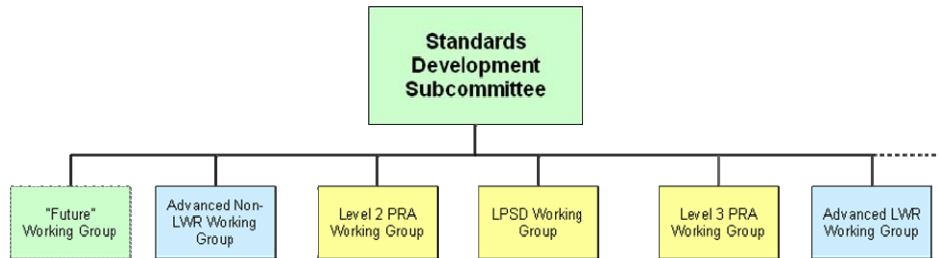 Standards
Development
Subcommittee
"Future"
Working Group
Advanced Non-
LWR Working
Group
Level 2 PRA
Working Group
LPSD Working
Group
Level 3 PRA
Working Group
Advanced LWR
Working Group